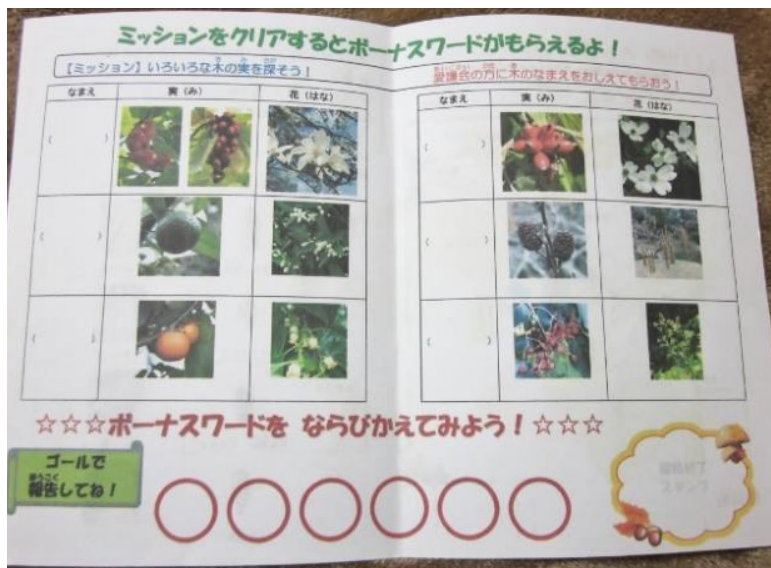 ミッションをクリアするとボーナスワードがもらえるよ！
【ミッション】いろいろな木の実を探そう！
愛護会の方に木のなまえをおしえてもらおう！
なまえ 実（み） 花（はな）
なまえ 実（み） 花（はな）
（ ）
（ ）
（ ）
（ ）
（ ）
（ ）
☆☆☆ボーナスワードを ならびかえてみよう！☆☆☆
ゴールで
報告してね！